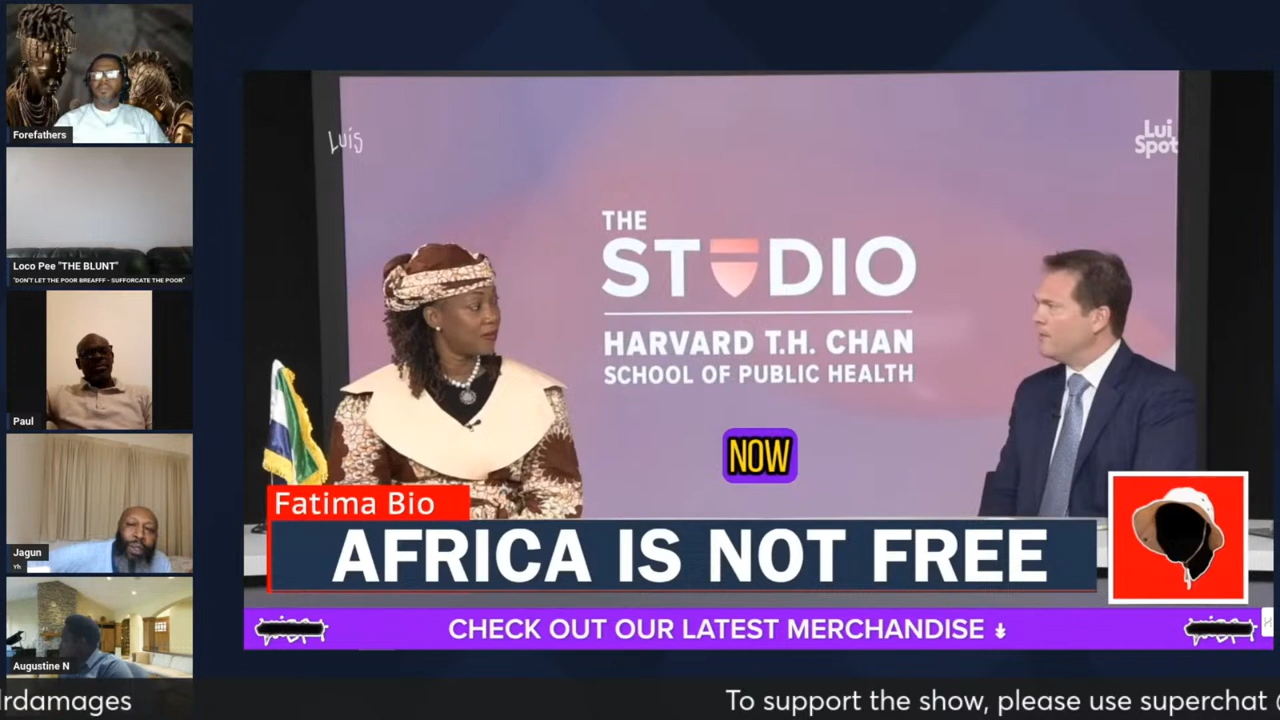 Forefathers
Loco Pee "THE BLUNT"
"DON'T LET THE POOR BREAFFF - SUFFORCATE THE POOR"
Paul
Jagun
Yh
Augustine N
Luis
Lui
Spot
THE
STUDIO
HARVARD T.H. CHAN
SCHOOL OF PUBLIC HEALTH
NOW
Fatima Bio
AFRICA IS NOT FREE
CHECK OUT OUR LATEST MERCHANDISE
rdamages
To support the show, please use superchat